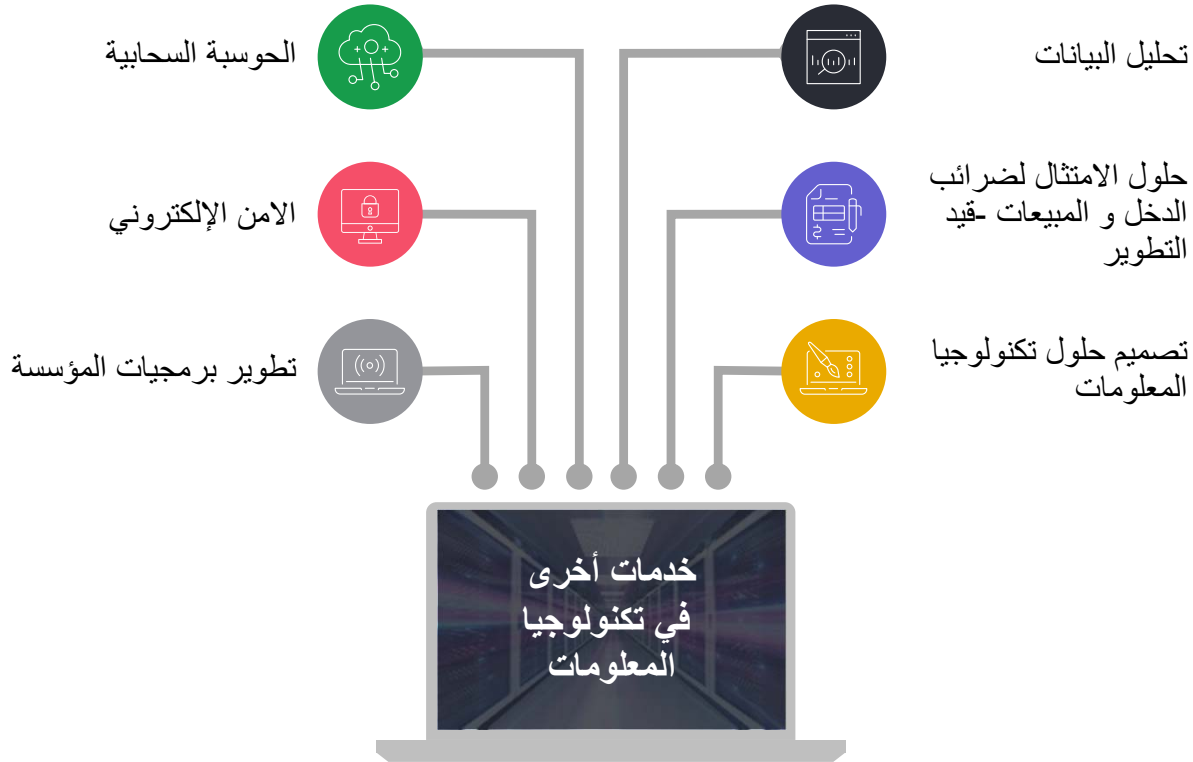 تحليل البيانات
حلول الامتثال لضرائب
الدخل و المبيعات -قيد
التطوير
تصميم حلول تكنولوجيا
المعلومات
الحوسبة السحابية
الامن الإلكتروني
تطوير برمجيات المؤسسة
خدمات أخرى
في تكنولوجيا
المعلومات